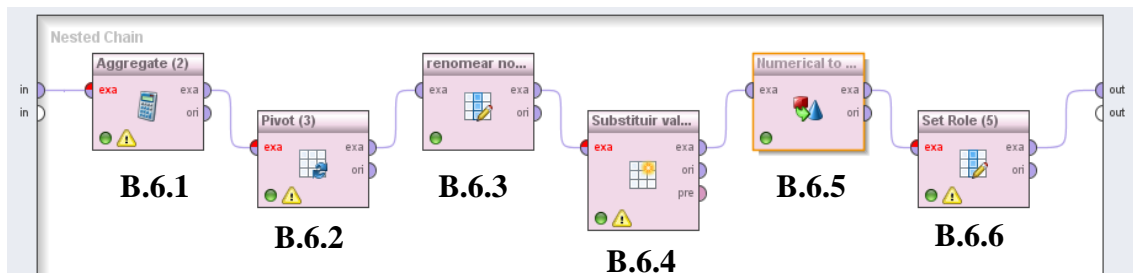 Nested Chain
Aggregate (2)
renomear no...
Numerical to ...
in
exa
exa
exa
exa
exa
exa
out
in
ori
Pivot (3)
ori
Substituir val...
ori
Set Role (5)
out
exa
exa
exa
exa
exa
exa
ori
ori
ori
pre
B.6.1
B.6.3
B.6.5
B.6.2
B.6.4
B.6.6